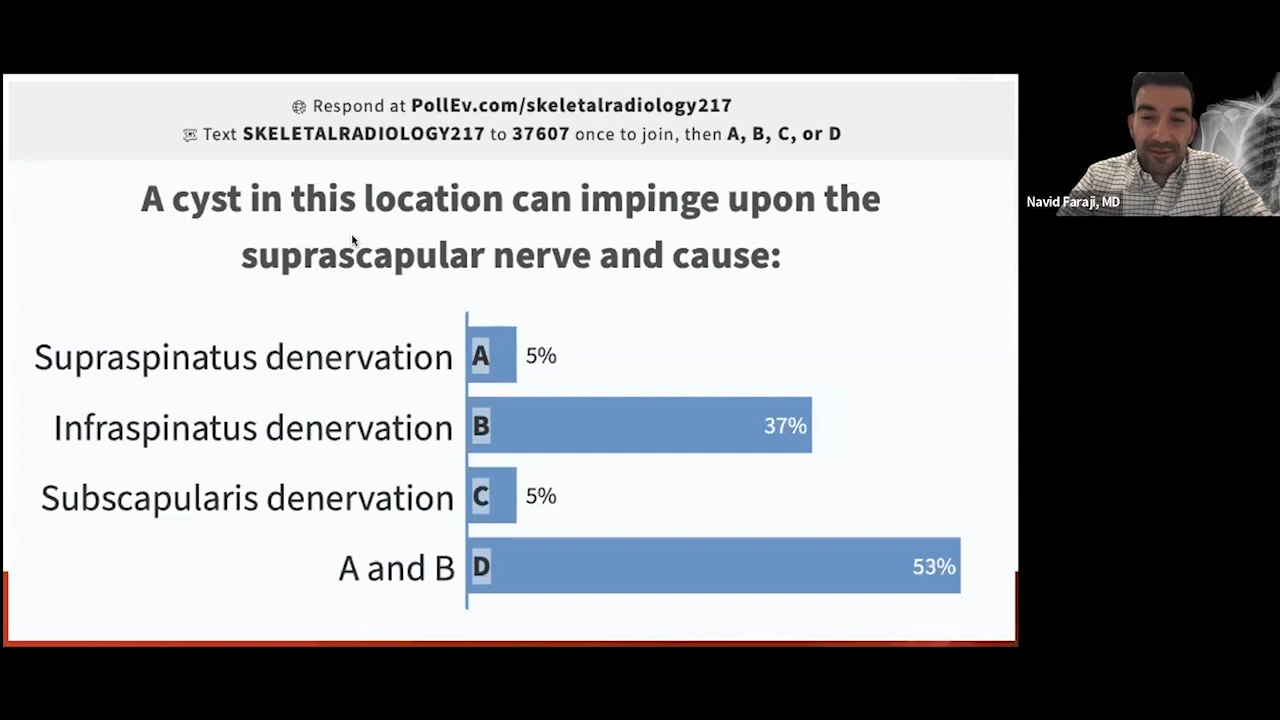 Respond at PollEv.com/skeletalradiology217
Text SKELETALRADIOLOGY217 to 37607 once to join, then A, B, C, or D
A cyst in this location can impinge upon the
suprascapular nerve and cause:
Supraspinatus denervation A 5%
Infraspinatus denervation B 37%
Subscapularis denervation C 5%
A and B D 53%
Navid Faraji, MD